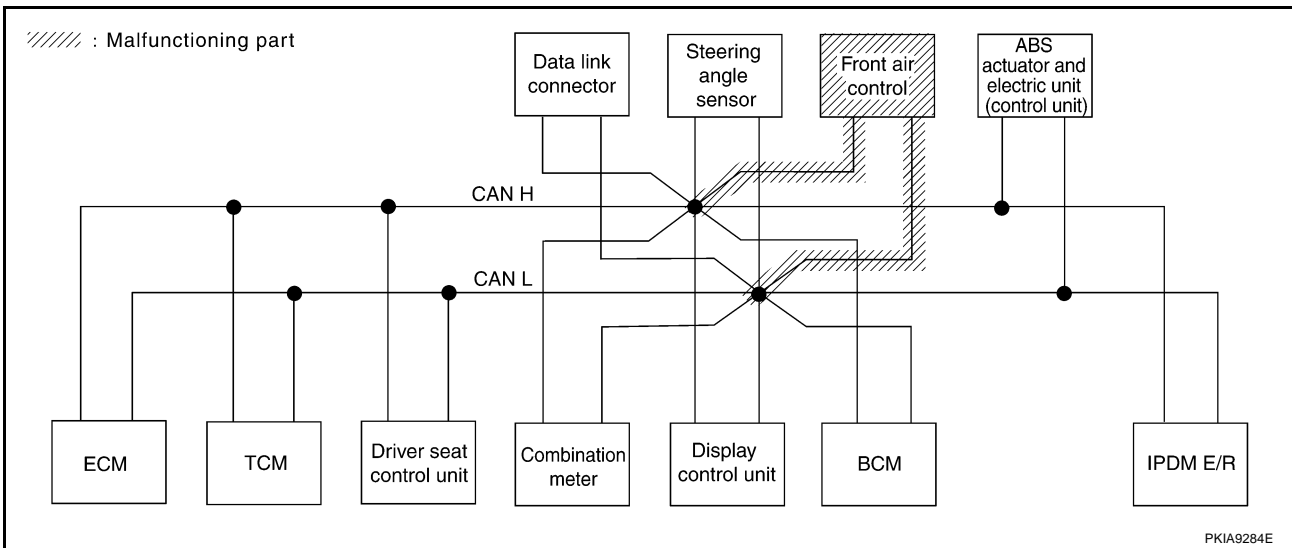 : Malfunctioning part
Data link
connector
Steering
angle
sensor
Front air
control
ABS
actuator and
electric unit
(control unit)
CAN H
CAN L
ECM
TCM
Driver seat
control unit
Combination
meter
Display
control unit
BCM
IPDM E/R
PKIA9284E